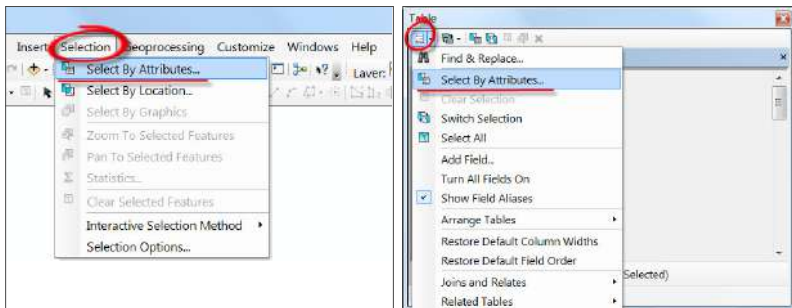 Insert Selection Geoprocessing Customize Windows Help
Select By Attributes...
Layer:
Select By Location...
Select By Graphics
Zoom To Selected Features
Pan To Selected Features
Statistics...
Clear Selected Features
Interactive Selection Method
Selection Options...
Table
Find & Replace...
Select By Attributes...
Clear Selection
Switch Selection
Select All
Add Field...
Turn All Fields On
Show Field Aliases
Arrange Tables
Restore Default Column Widths
Restore Default Field Order
Joins and Relates
Selected)
Related Tables